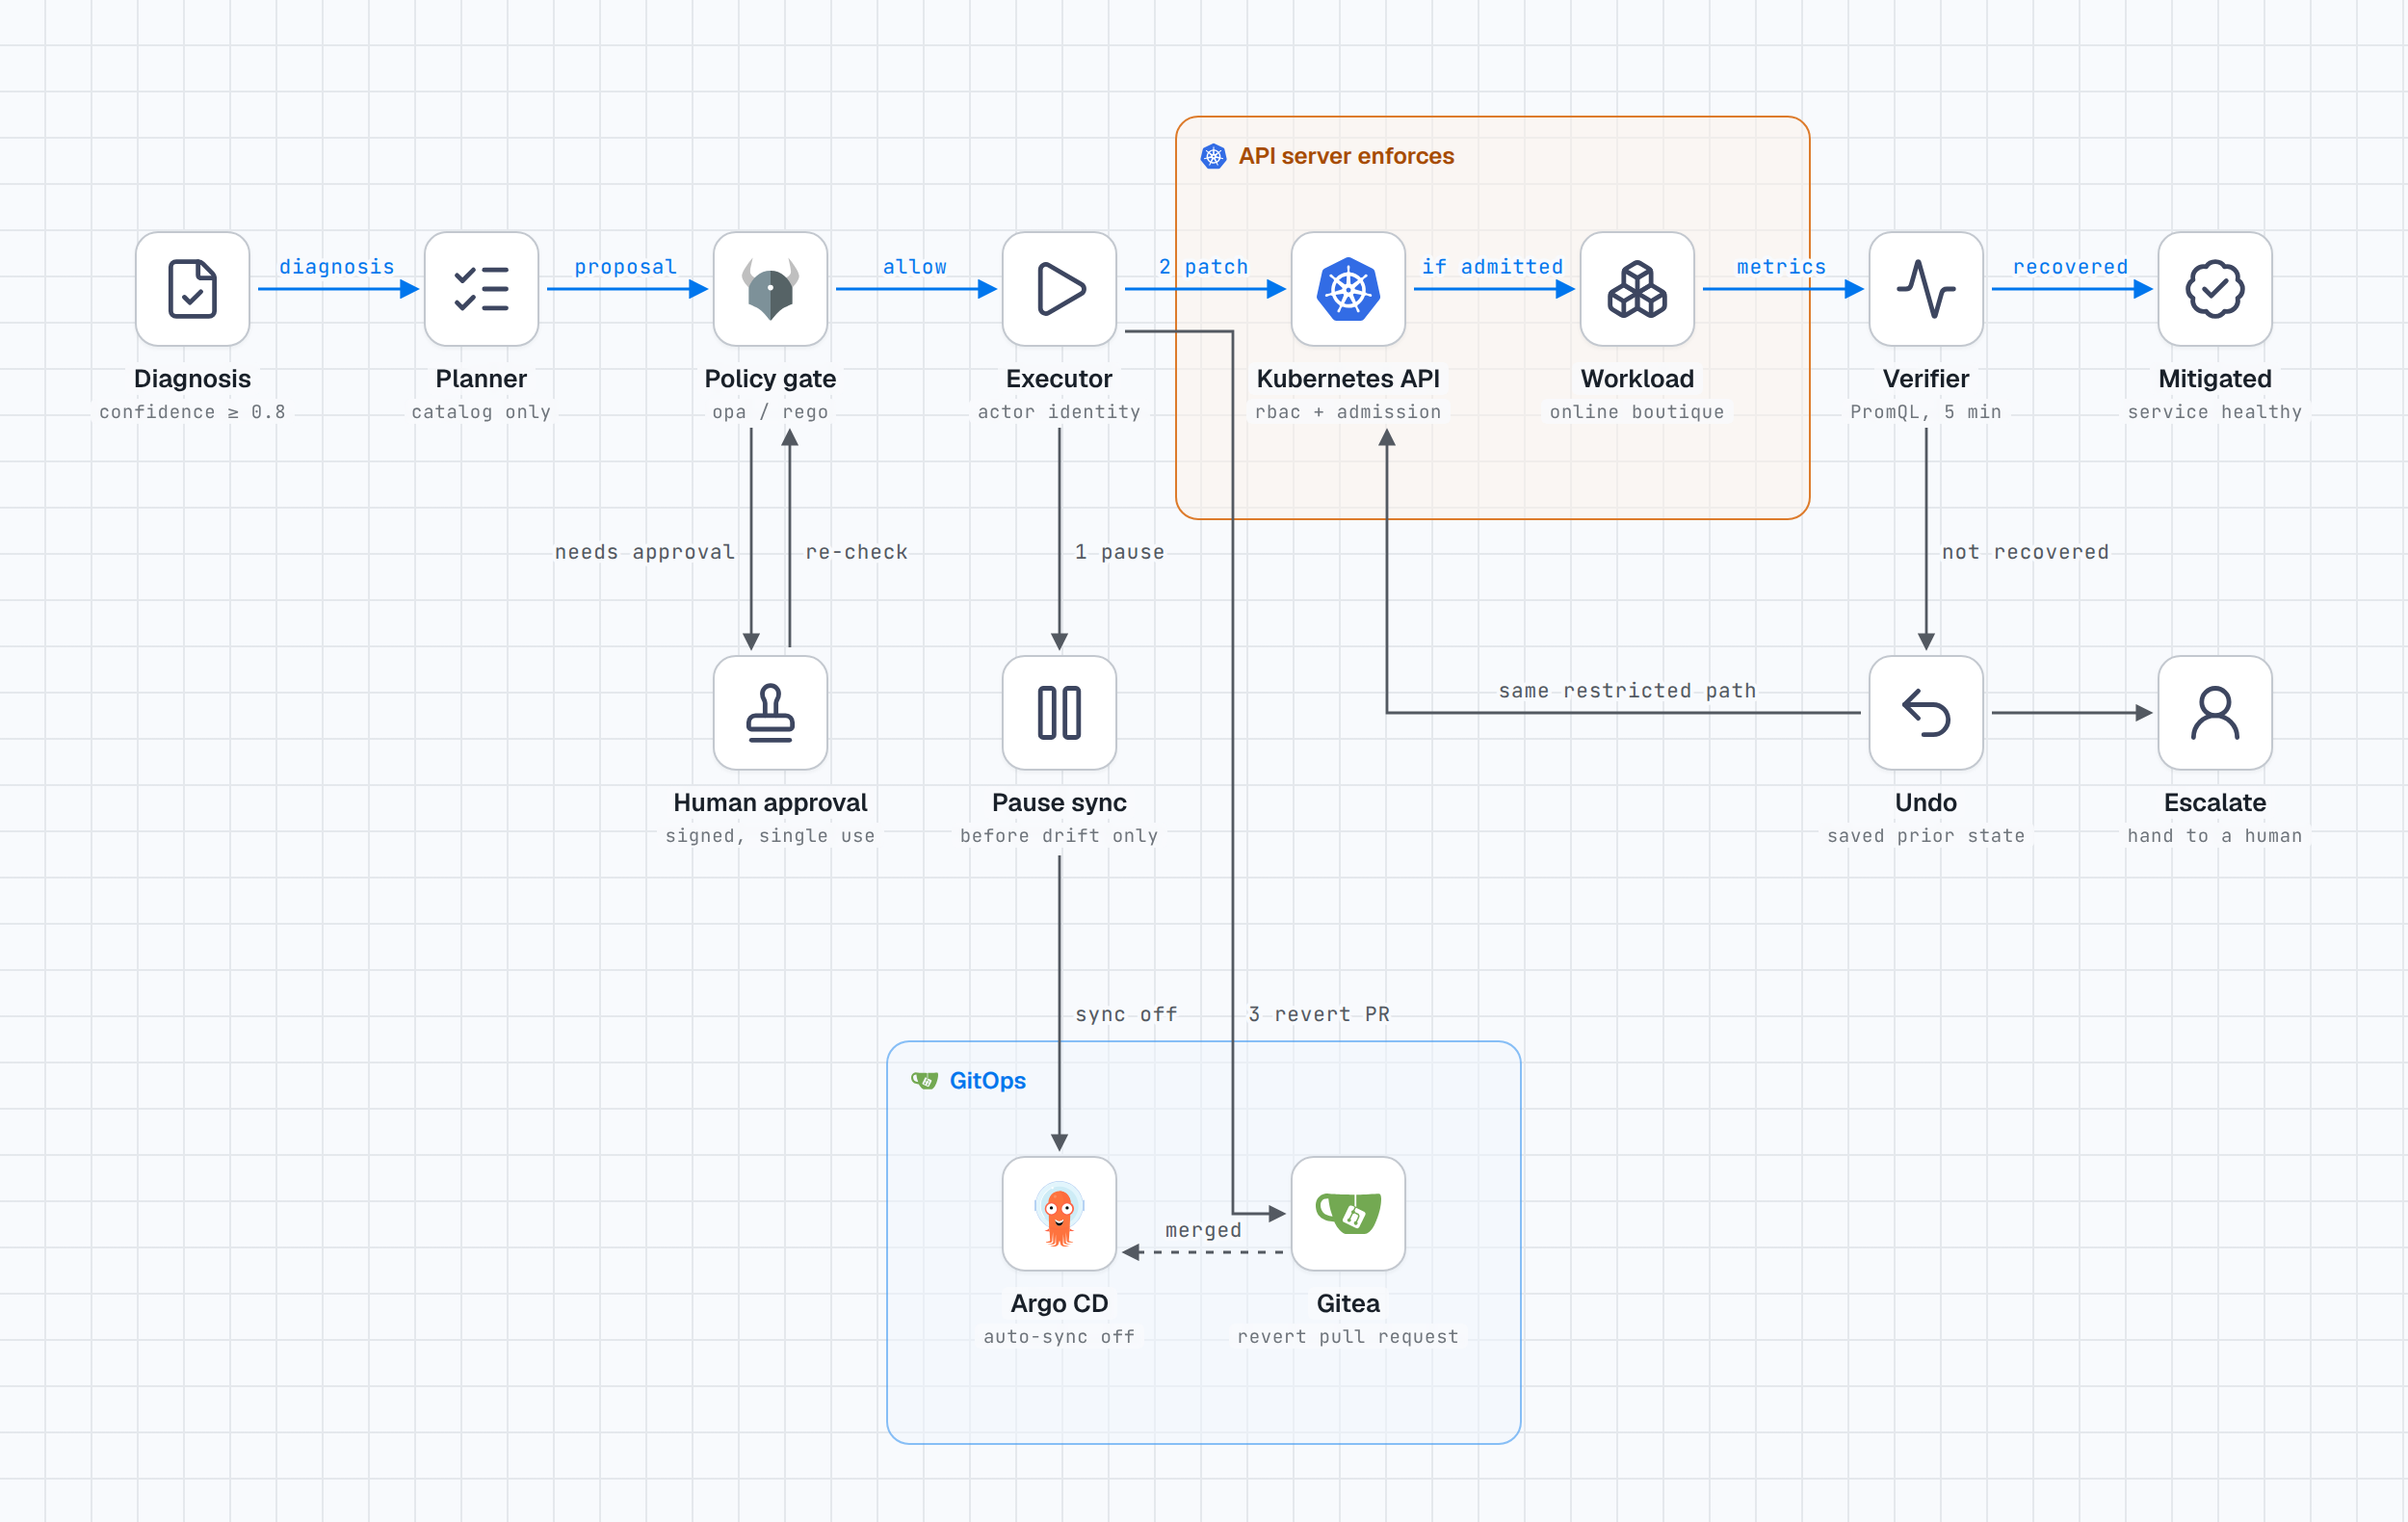 API server enforces
diagnosis
proposal
allow
2 patch
if admitted
metrics
recovered
Diagnosis
confidence ≥ 0.8
Planner
catalog only
Policy gate
opa / rego
Executor
actor identity
Kubernetes API
rbac + admission
Workload
online boutique
Verifier
PromQL, 5 min
Mitigated
service healthy
needs approval
re-check
1 pause
not recovered
same restricted path
Human approval
signed, single use
Pause sync
before drift only
Undo
saved prior state
Escalate
hand to a human
sync off
3 revert PR
GitOps
merged
Argo CD
auto-sync off
Gitea
revert pull request